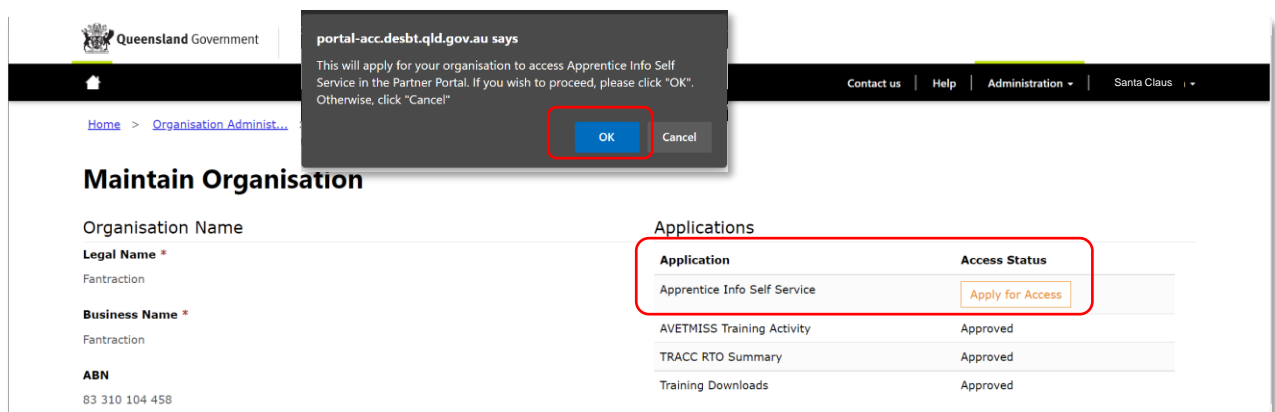 Queensland Government
portal-acc.desbt.qld.gov.au says
This will apply for your organisation to access Apprentice Info Self
Service in the Partner Portal. If you wish to proceed, please click "OK".
Otherwise, click "Cancel"
OK Cancel
Contact us | Help | Administration | Santa Claus
Home > Organisation Administ...
Maintain Organisation
Organisation Name
Legal Name *
Fantraction
Business Name *
Fantraction
ABN
83 310 104 458
Applications
Application Access Status
Apprentice Info Self Service Apply for Access
AVETMISS Training Activity Approved
TRACC RTO Summary Approved
Training Downloads Approved